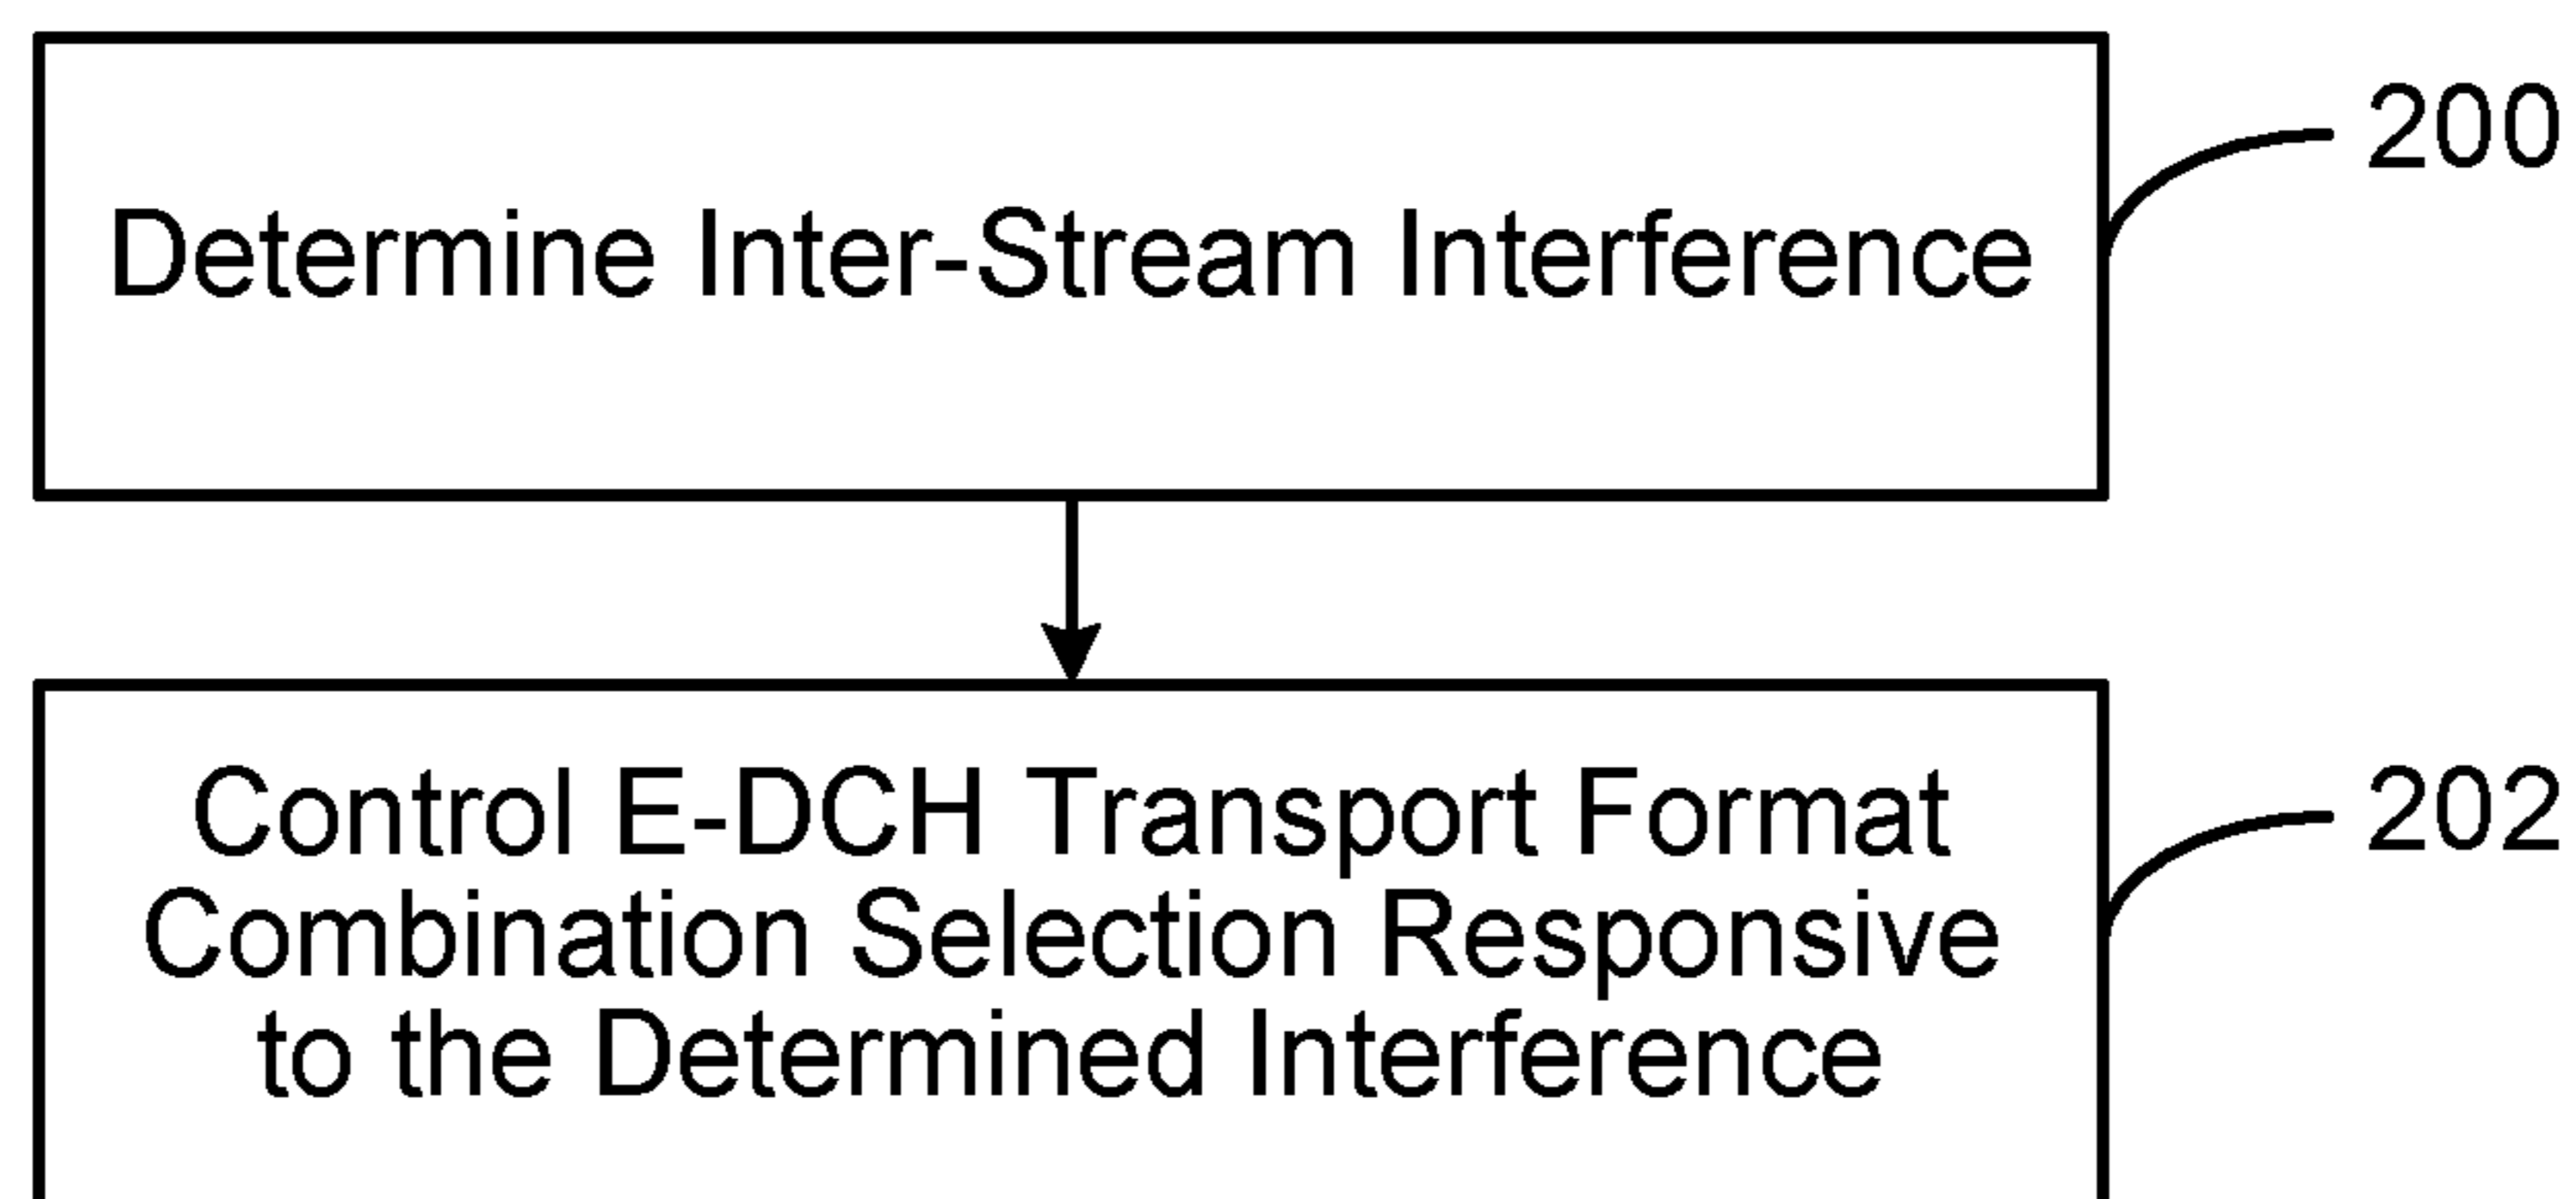 Determine Inter-Stream Interference
200
Control E-DCH Transport Format
Combination Selection Responsive
to the Determined Interference
202